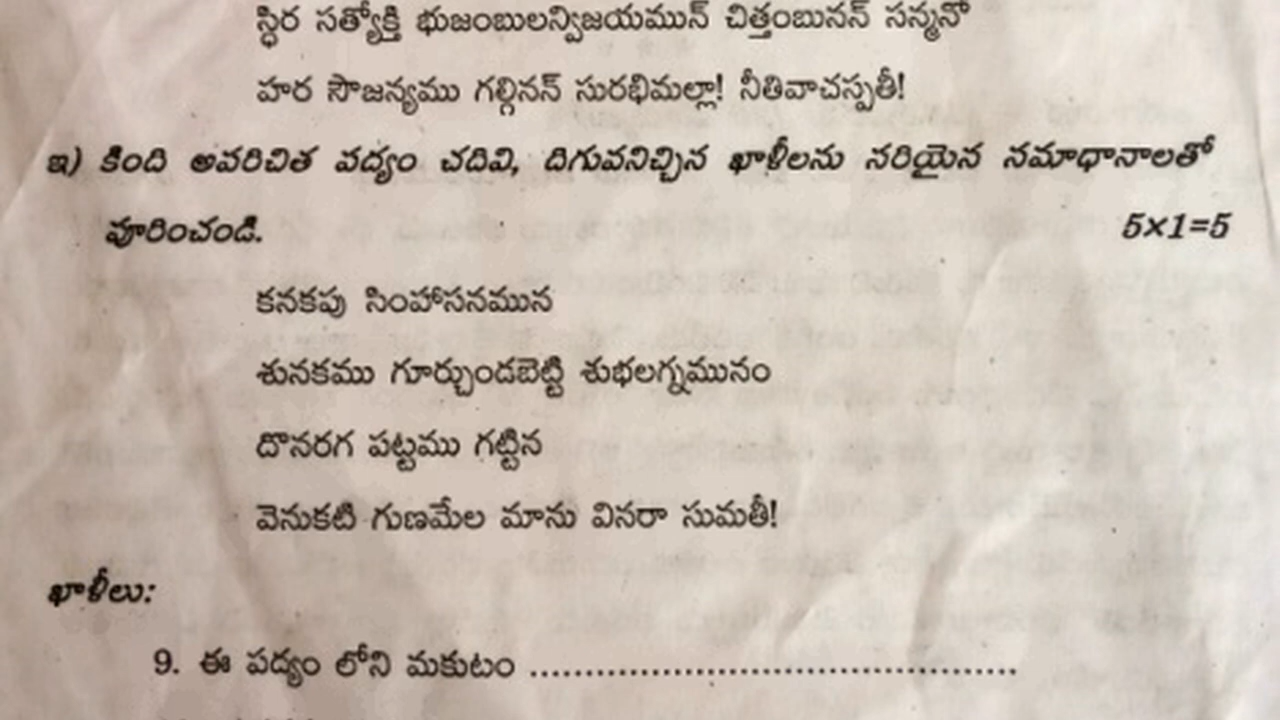 స్థిర సత్యోక్తి భుజంబులన్విజయమున్ చిత్తంబునన్ సన్మనో
హర సౌజన్యము గల్గినన్ సురభిమల్లా! నీతివాచస్పతీ!
ఇ) కింది అపరిచిత పద్యం చదివి, దిగువనిచ్చిన ఖాళీలను సరియైన సమాధానాలతో
పూరించండి. 5×1=5
కనకపు సింహాసనమున
శునకము గూర్చుండబెట్టి శుభలగ్నమునం
దొనరగ పట్టము గట్టిన
వెనుకటి గుణమేల మాను వినరా సుమతీ!
ఖాళీలు:
9. ఈ పద్యం లోని మకుటం ............................................